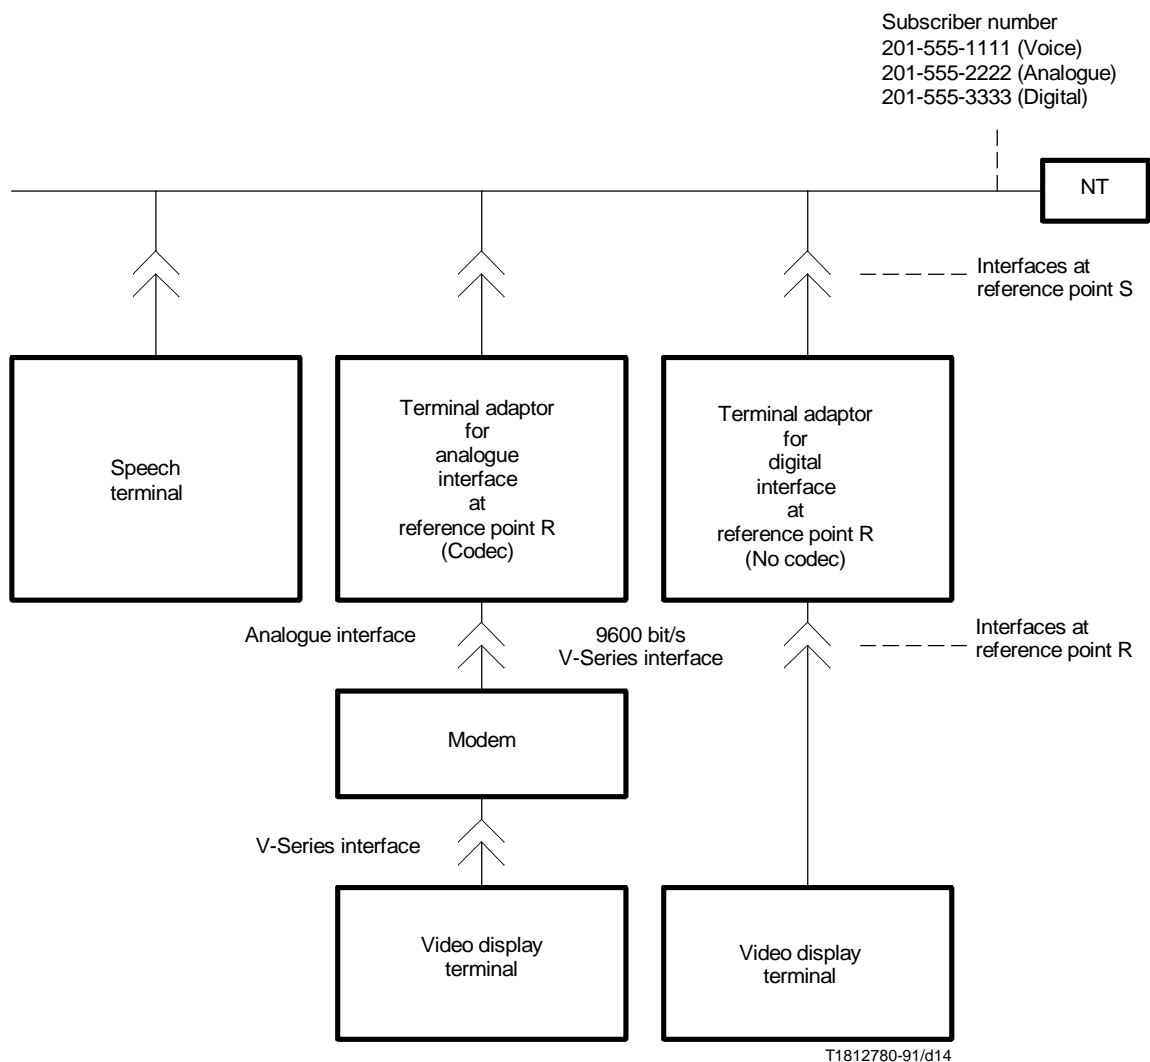 Subscriber number
201-555-1111 (Voice)
201-555-2222 (Analogue)
201-555-3333 (Digital)
NT
Interfaces at
reference point S
Speech
terminal
Terminal adaptor
for
analogue
interface
at
reference point R
(Codec)
Terminal adaptor
for
digital
interface
at
reference point R
(No codec)
Analogue interface
9600 bit/s
V-Series interface
Interfaces at
reference point R
Modem
V-Series interface
Video display
terminal
Video display
terminal
T1812780-91/d14